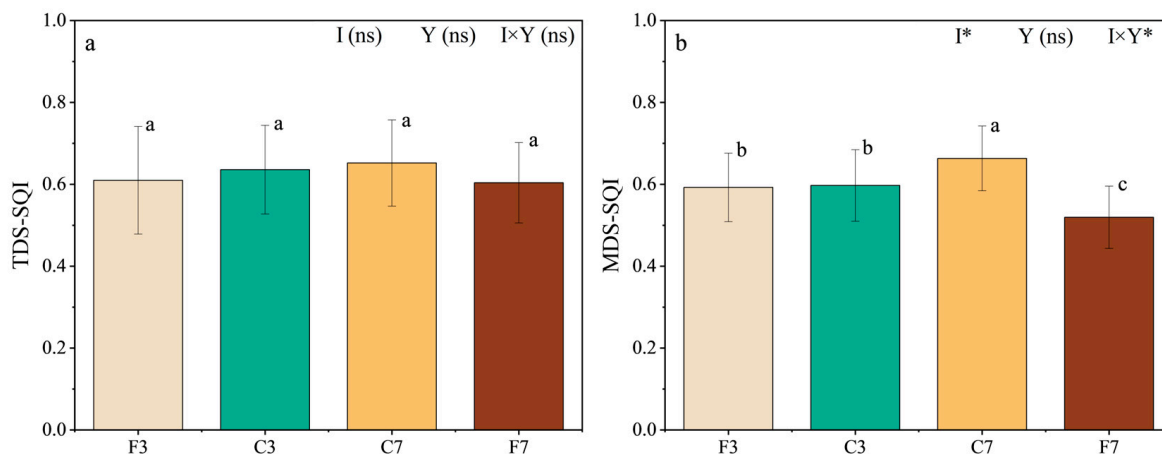 a
I (ns) Y (ns) I×Y (ns)
1.0
0.8
0.6
0.4
0.2
0.0
TDS-SQI
a
a
a
a
F3 C3 C7 F7
b
I* Y (ns) I×Y*
1.0
0.8
0.6
0.4
0.2
0.0
MDS-SQI
b
b
a
c
F3 C3 C7 F7